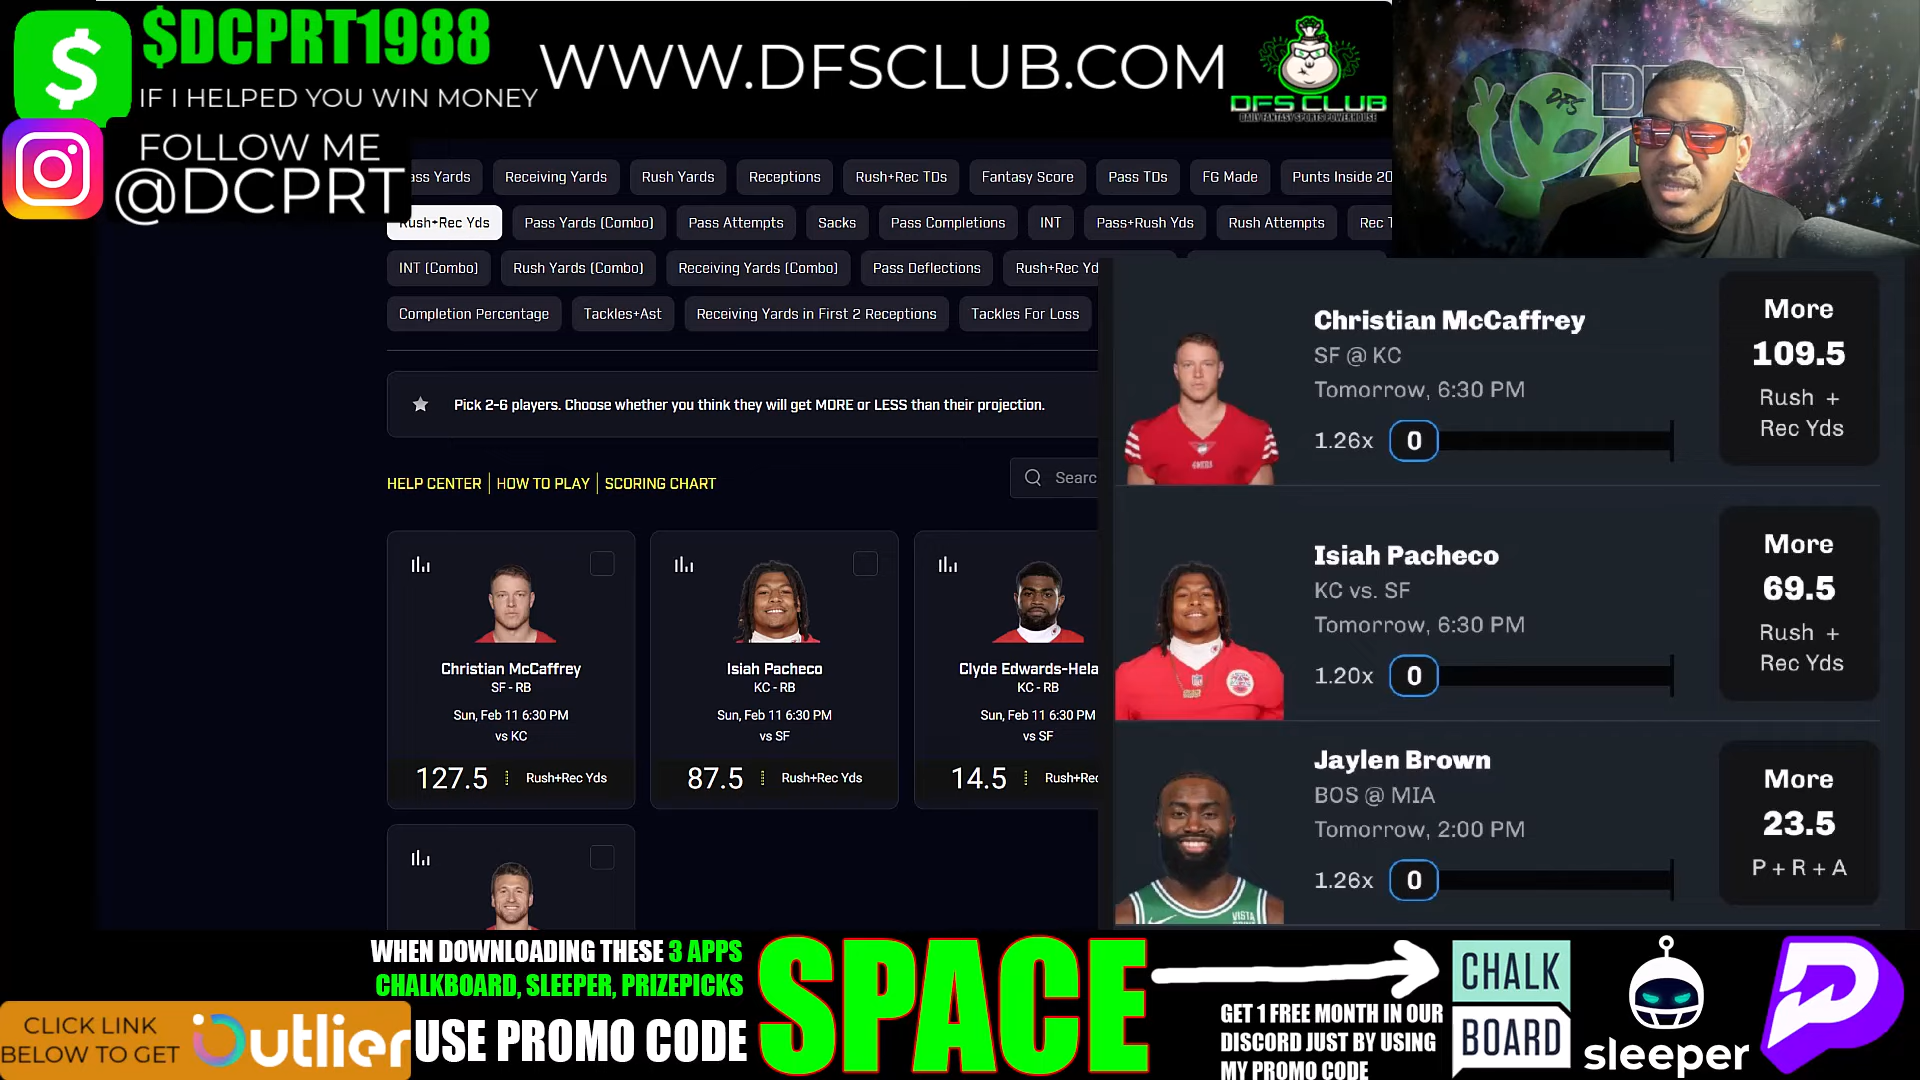 $DCPRT1988
IF I HELPED YOU WIN MONEY
WWW.DFSCLUB.COM
DFS CLUB
DAILY FANTASY SPORTS POWERHOUSE
FOLLOW ME
@DCPRT
ass Yards
Receiving Yards
Rush Yards
Receptions
Rush+Rec TDs
Fantasy Score
Pass TDs
FG Made
Punts Inside 20
Rush+Rec Yds
Pass Yards (Combo)
Pass Attempts
Sacks
Pass Completions
INT
Pass+Rush Yds
Rush Attempts
Rec T
INT (Combo)
Rush Yards (Combo)
Receiving Yards (Combo)
Pass Deflections
Rush+Rec Yd
Completion Percentage
Tackles+Ast
Receiving Yards in First 2 Receptions
Tackles For Loss
Pick 2-6 players. Choose whether you think they will get MORE or LESS than their projection.
HELP CENTER
HOW TO PLAY
SCORING CHART
Searc
Christian McCaffrey
SF - RB
Sun, Feb 11 6:30 PM
vs KC
127.5
Rush+Rec Yds
Isiah Pacheco
KC - RB
Sun, Feb 11 6:30 PM
vs SF
87.5
Rush+Rec Yds
Clyde Edwards-Hela
KC - RB
Sun, Feb 11 6:30 PM
vs SF
14.5
Rush+Rec
Christian McCaffrey
SF @ KC
Tomorrow, 6:30 PM
1.26x
0
More
109.5
Rush +
Rec Yds
Isiah Pacheco
KC vs. SF
Tomorrow, 6:30 PM
1.20x
0
More
69.5
Rush +
Rec Yds
Jaylen Brown
BOS @ MIA
Tomorrow, 2:00 PM
1.26x
0
More
23.5
P + R + A
WHEN DOWNLOADING THESE 3 APPS
CHALKBOARD, SLEEPER, PRIZEPICKS
USE PROMO CODE
SPACE
CLICK LINK
BELOW TO GET
Outlier
GET 1 FREE MONTH IN OUR
DISCORD JUST BY USING
MY PROMO CODE
CHALK
BOARD
sleeper